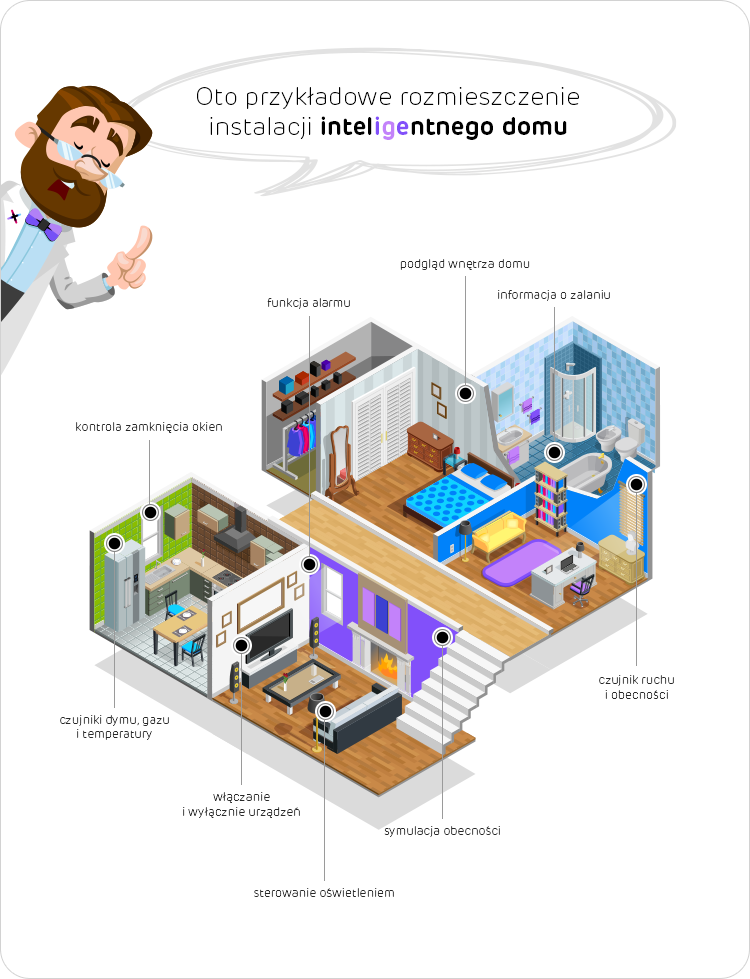 Oto przykładowe rozmieszczenie
instalacji inteligentnego domu
podgląd wnętrza domu
informacja o zalaniu
funkcja alarmu
kontrola zamknięcia okien
czujnik ruchu
i obecności
czujniki dymu, gazu
i temperatury
włączanie
i wyłącznie urządzeń
symulacja obecności
sterowanie oświetleniem